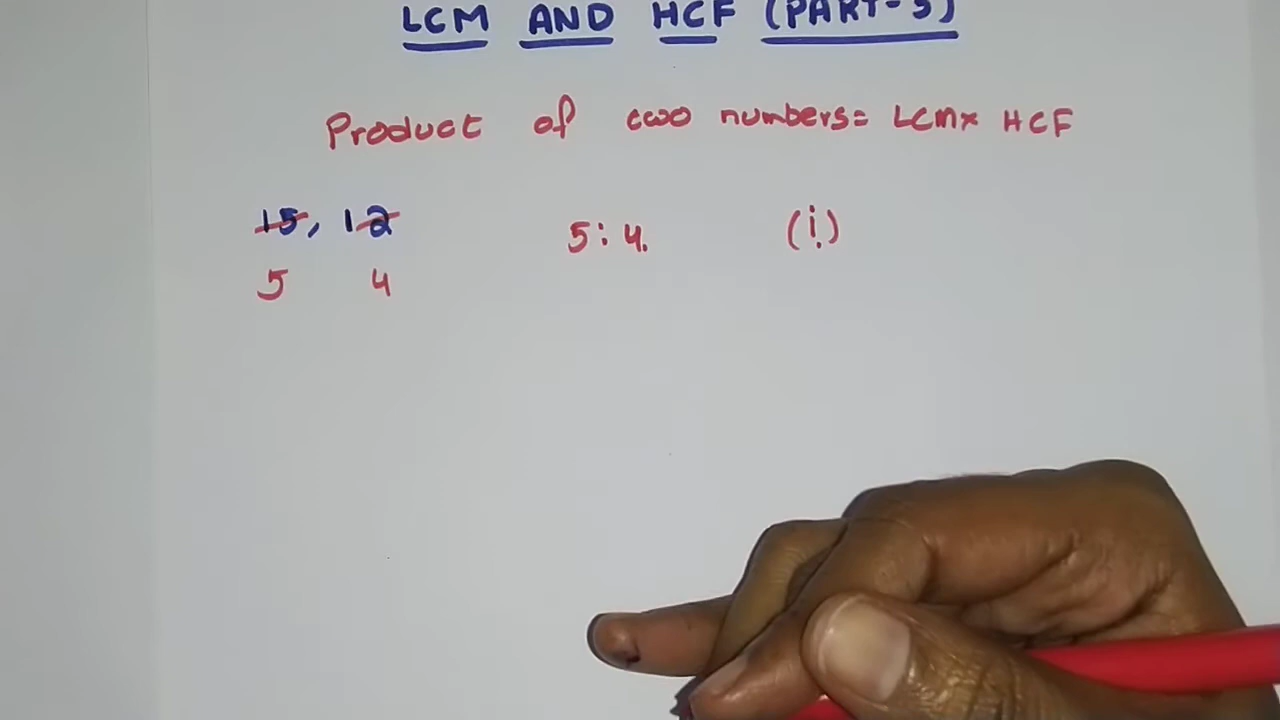 LCM AND HCF (PART-5)
Product of two numbers = LCM x HCF
15, 12 5:4. (i)
5 4